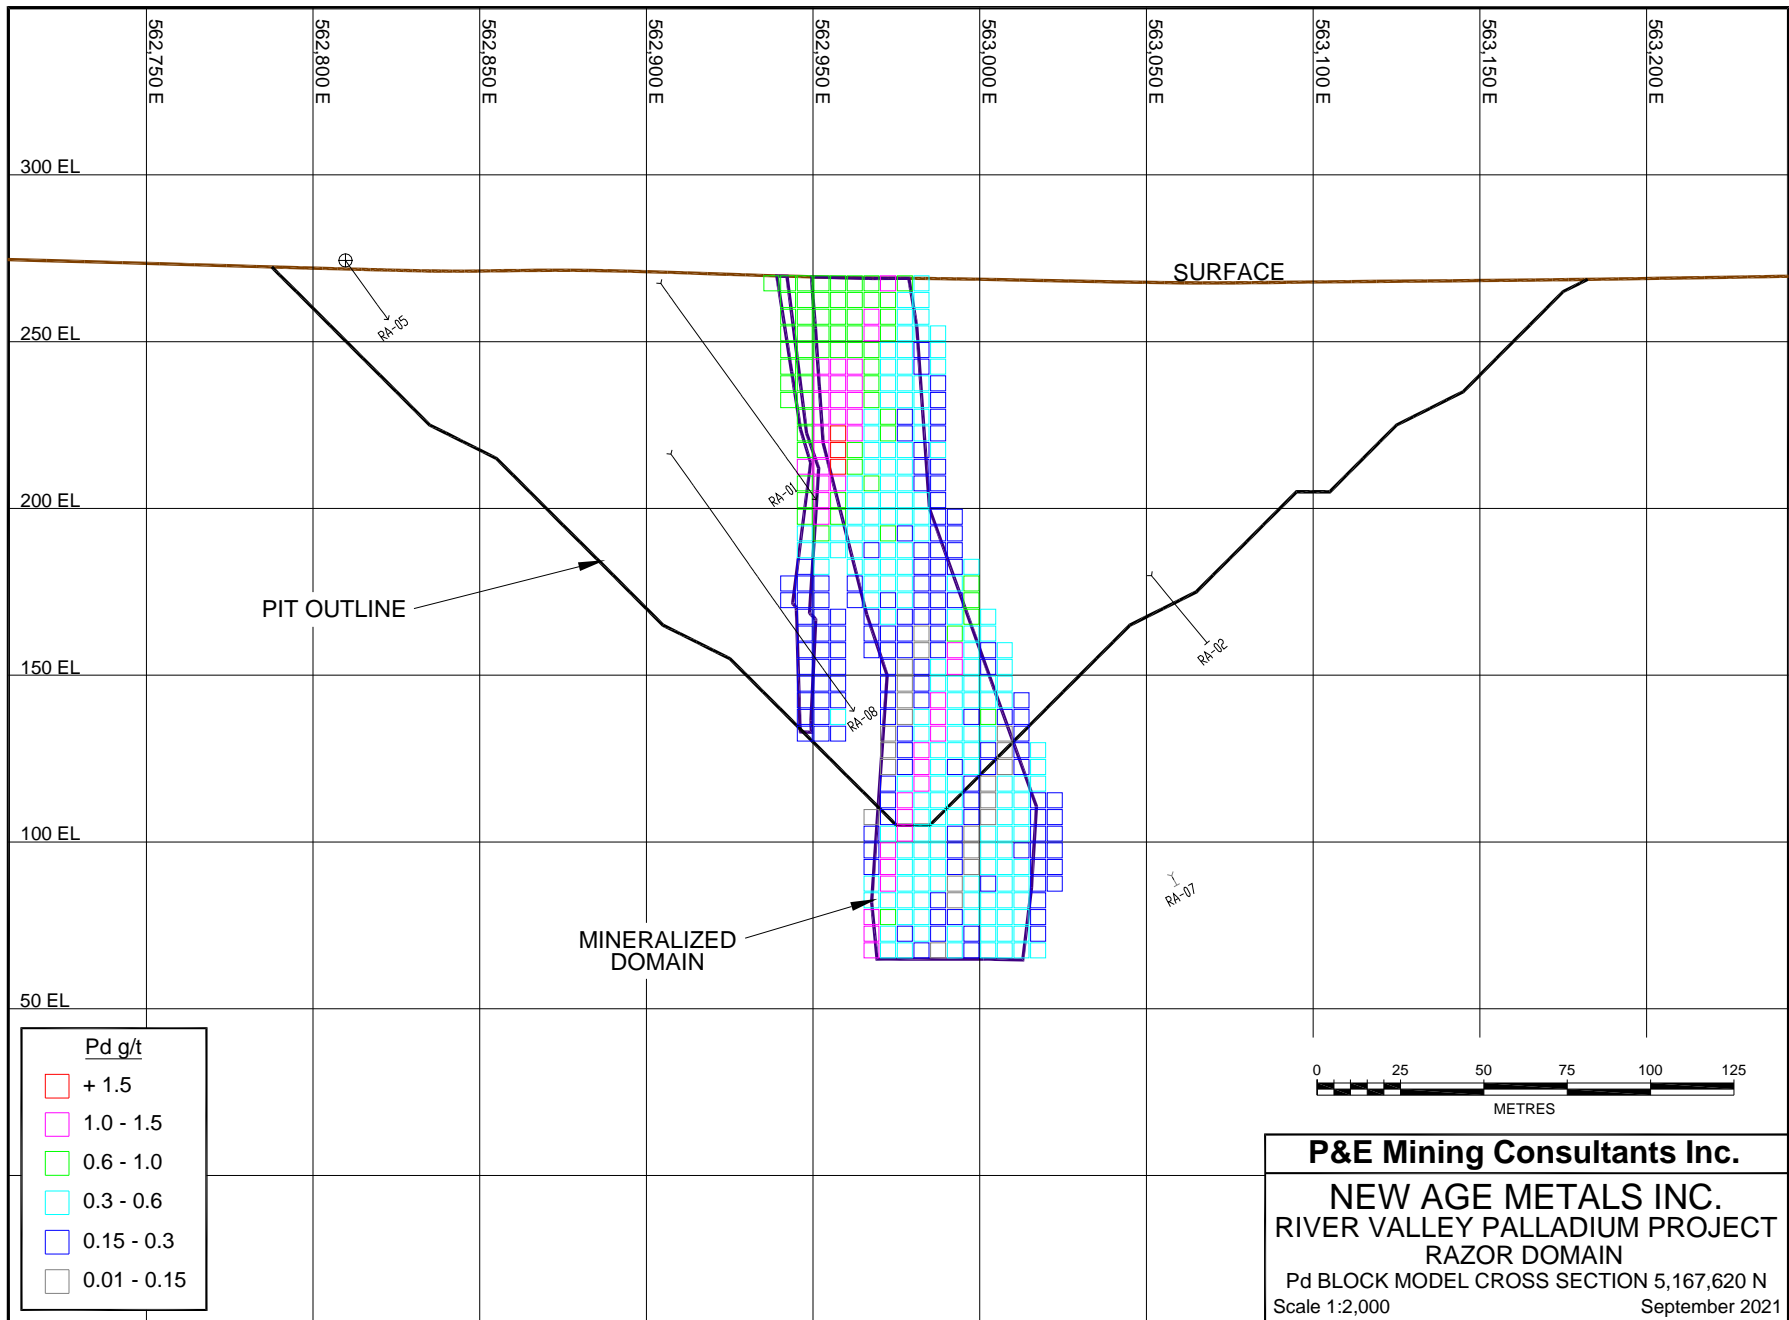 562,750 E
562,800 E
562,850 E
562,900 E
562,950 E
563,000 E
563,050 E
563,100 E
563,150 E
563,200 E
300 EL
SURFACE
RA-05
250 EL
RA-01
200 EL
PIT OUTLINE
RA-02
150 EL
RA-08
100 EL
RA-07
MINERALIZED
DOMAIN
50 EL
Pd g/t
+ 1.5
1.0 - 1.5
0.6 - 1.0
0.3 - 0.6
0.15 - 0.3
0.01 - 0.15
0 25 50 75 100 125
METRES
P&E Mining Consultants Inc.
NEW AGE METALS INC.
RIVER VALLEY PALLADIUM PROJECT
RAZOR DOMAIN
Pd BLOCK MODEL CROSS SECTION 5,167,620 N
Scale 1:2,000 September 2021